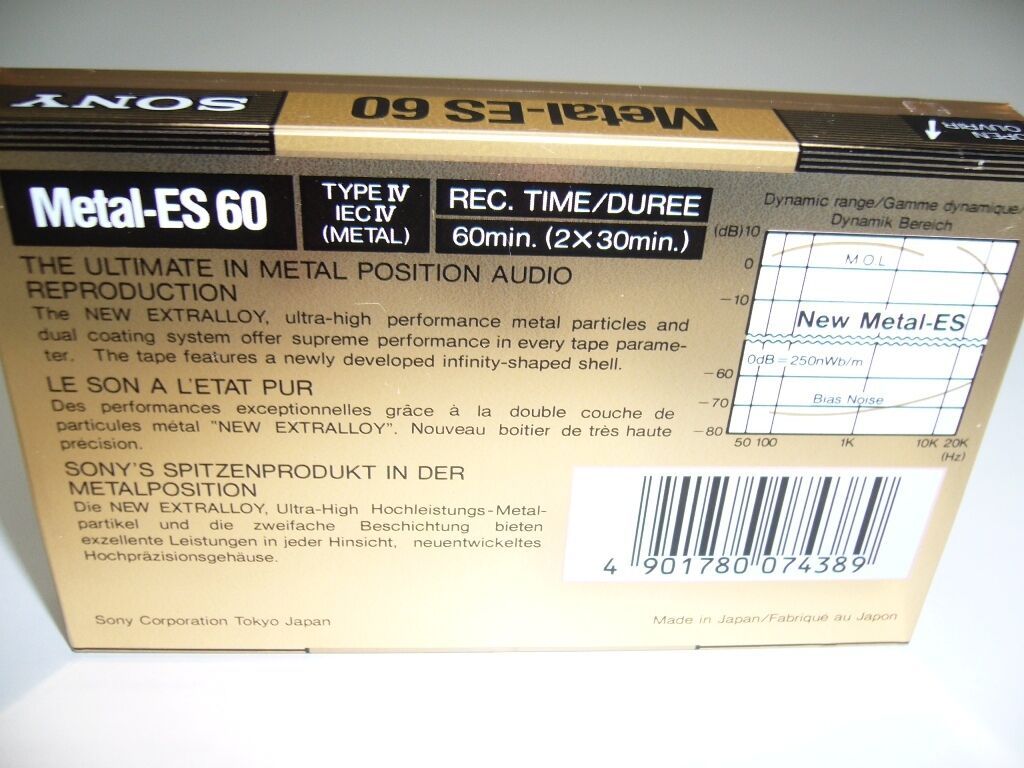 SONY
Metal-ES 60
OPEN
OUVRIR
Metal-ES 60
TYPE IV
IEC IV
(METAL)
REC. TIME/DUREE
60min. (2×30min.)
THE ULTIMATE IN METAL POSITION AUDIO
REPRODUCTION
The NEW EXTRALLOY, ultra-high performance metal particles and
dual coating system offer supreme performance in every tape parame-
ter. The tape features a newly developed infinity-shaped shell.
LE SON A L'ETAT PUR
Des performances exceptionnelles grâce à la double couche de
particules métal "NEW EXTRALLOY". Nouveau boitier de très haute
précision.
SONY'S SPITZENPRODUKT IN DER
METALPOSITION
Die NEW EXTRALLOY, Ultra-High Hochleistungs-Metal-
partikel und die zweifache Beschichtung bieten
exzellente Leistungen in jeder Hinsicht, neuentwickeltes
Hochpräzisionsgehäuse.
Sony Corporation Tokyo Japan
Dynamic range/Gamme dynamique/
Dynamik Bereich
(dB)10
0
-10
-60
-70
-80
M.O.L
New Metal-ES
0dB=250nWb/m
Bias Noise
50 100 1K 10K 20K
(Hz)
4 901780 074389
Made in Japan/Fabriqué au Japon